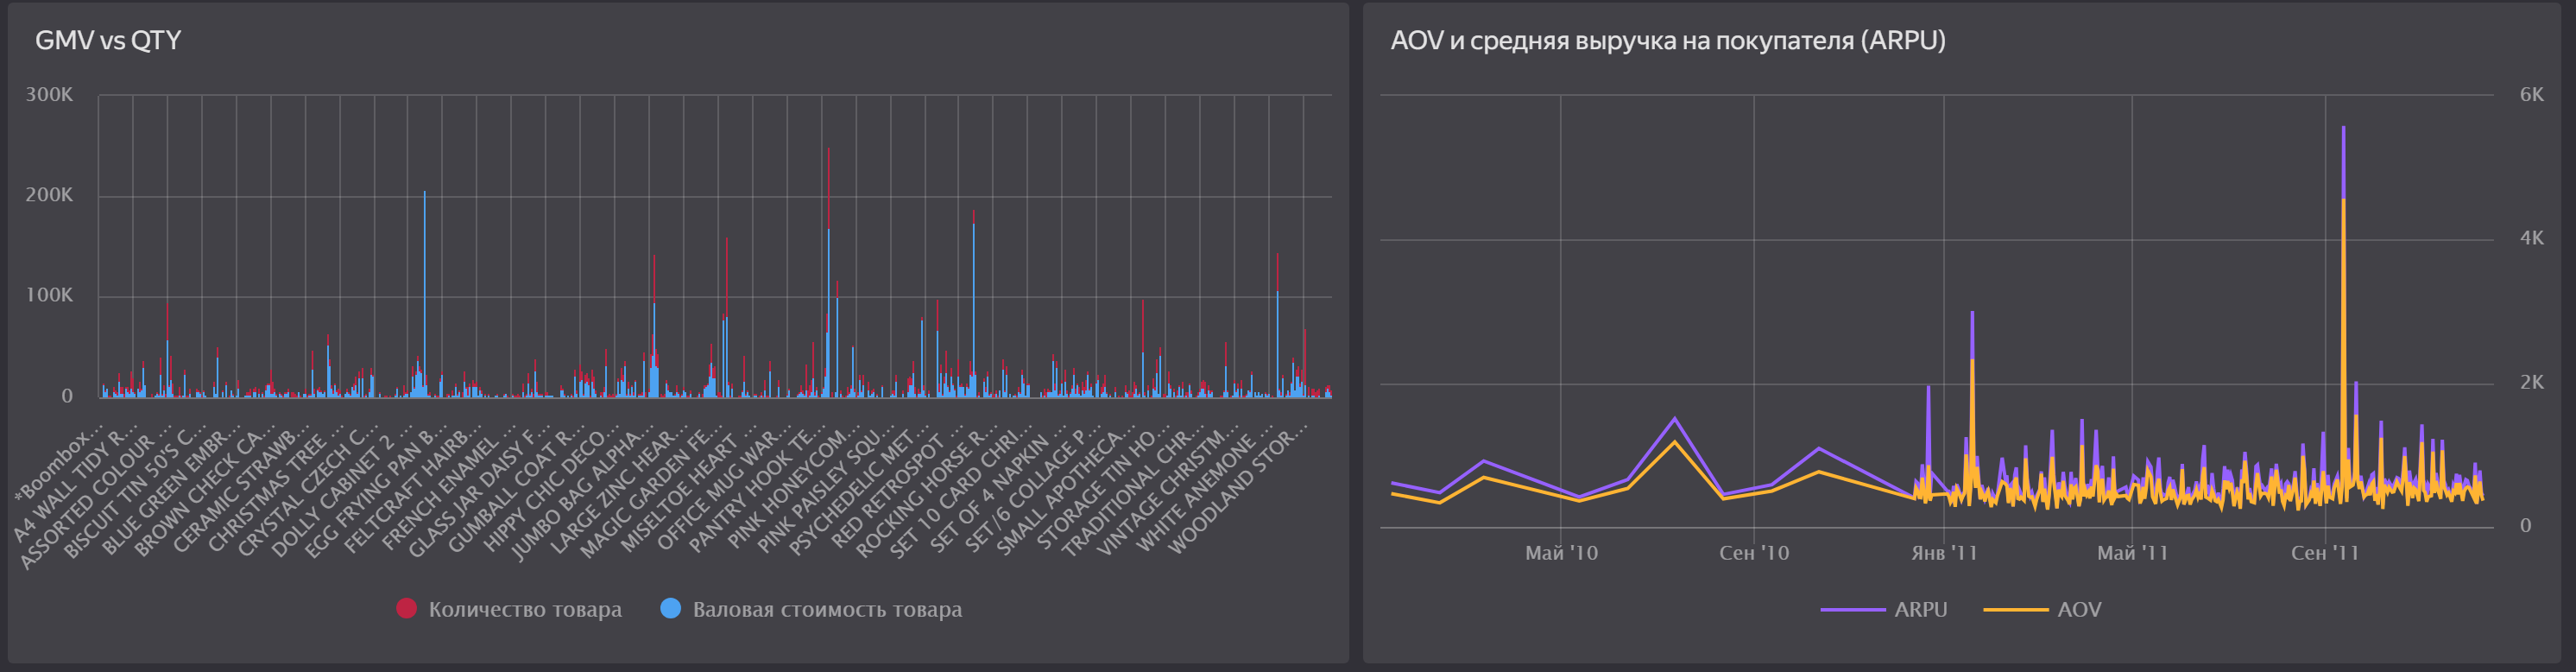 GMV vs QTY
300K
200K
100K
0
*Boombox...
A4 WALL TIDY R...
ASSORTED COLOUR ...
BISCUIT TIN 50'S C...
BLUE GREEN EMBR...
BROWN CHECK CA...
CERAMIC STRAWB...
CHRISTMAS TREE ...
CRYSTAL CZECH C...
DOLLY CABINET 2 ...
EGG FRYING PAN B...
FELTCRAFT HAIRB...
FRENCH ENAMEL ...
GLASS JAR DAISY F...
GUMBALL COAT R...
HIPPY CHIC DECO...
JUMBO BAG ALPHA...
LARGE ZINC HEAR...
MAGIC GARDEN FE...
MISELTOE HEART ...
OFFICE MUG WAR...
PANTRY HOOK TE...
PINK HONEYCOM...
PINK PAISLEY SQU...
PSYCHEDELIC MET...
RED RETROSPOT ...
ROCKING HORSE R...
SET 10 CARD CHRI...
SET OF 4 NAPKIN ...
SET/6 COLLAGE P...
SMALL APOTHECA...
STORAGE TIN HO...
TRADITIONAL CHR...
VINTAGE CHRISTM...
WHITE ANEMONE ...
WOODLAND STOR...
Количество товара
Валовая стоимость товара
AOV и средняя выручка на покупателя (ARPU)
6K
4K
2K
0
Май '10
Сен '10
Янв '11
Май '11
Сен '11
ARPU
AOV